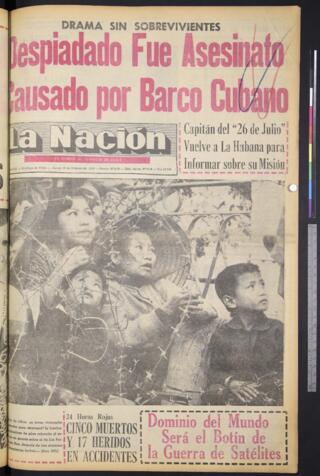 DRAMA SIN SOBREVIVIENTES
Despiadado Fue Asesinato
Causado por Barco Cubano
la Nación
Capitán del "26 de Julio"
Vuelve a La Habana para
Informar sobre su Misión
24 Horas Rojas
CINCO MUERTOS
Y 17 HERIDOS
EN ACCIDENTES
Dominio del Mundo
Será el Botín de
la Guerra de Satélites